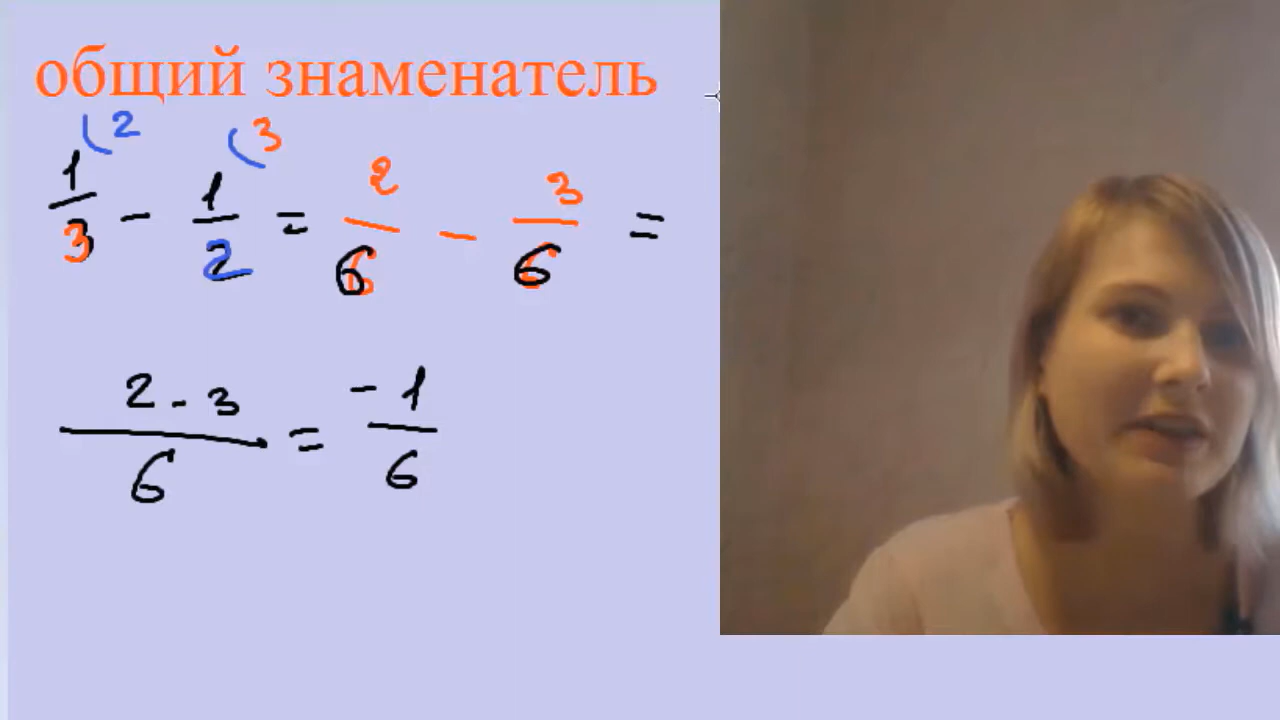 общий знаменатель
1/3 (2 - 1/2 (3 = 2/6 - 3/6 =
2-3/6 = -1/6